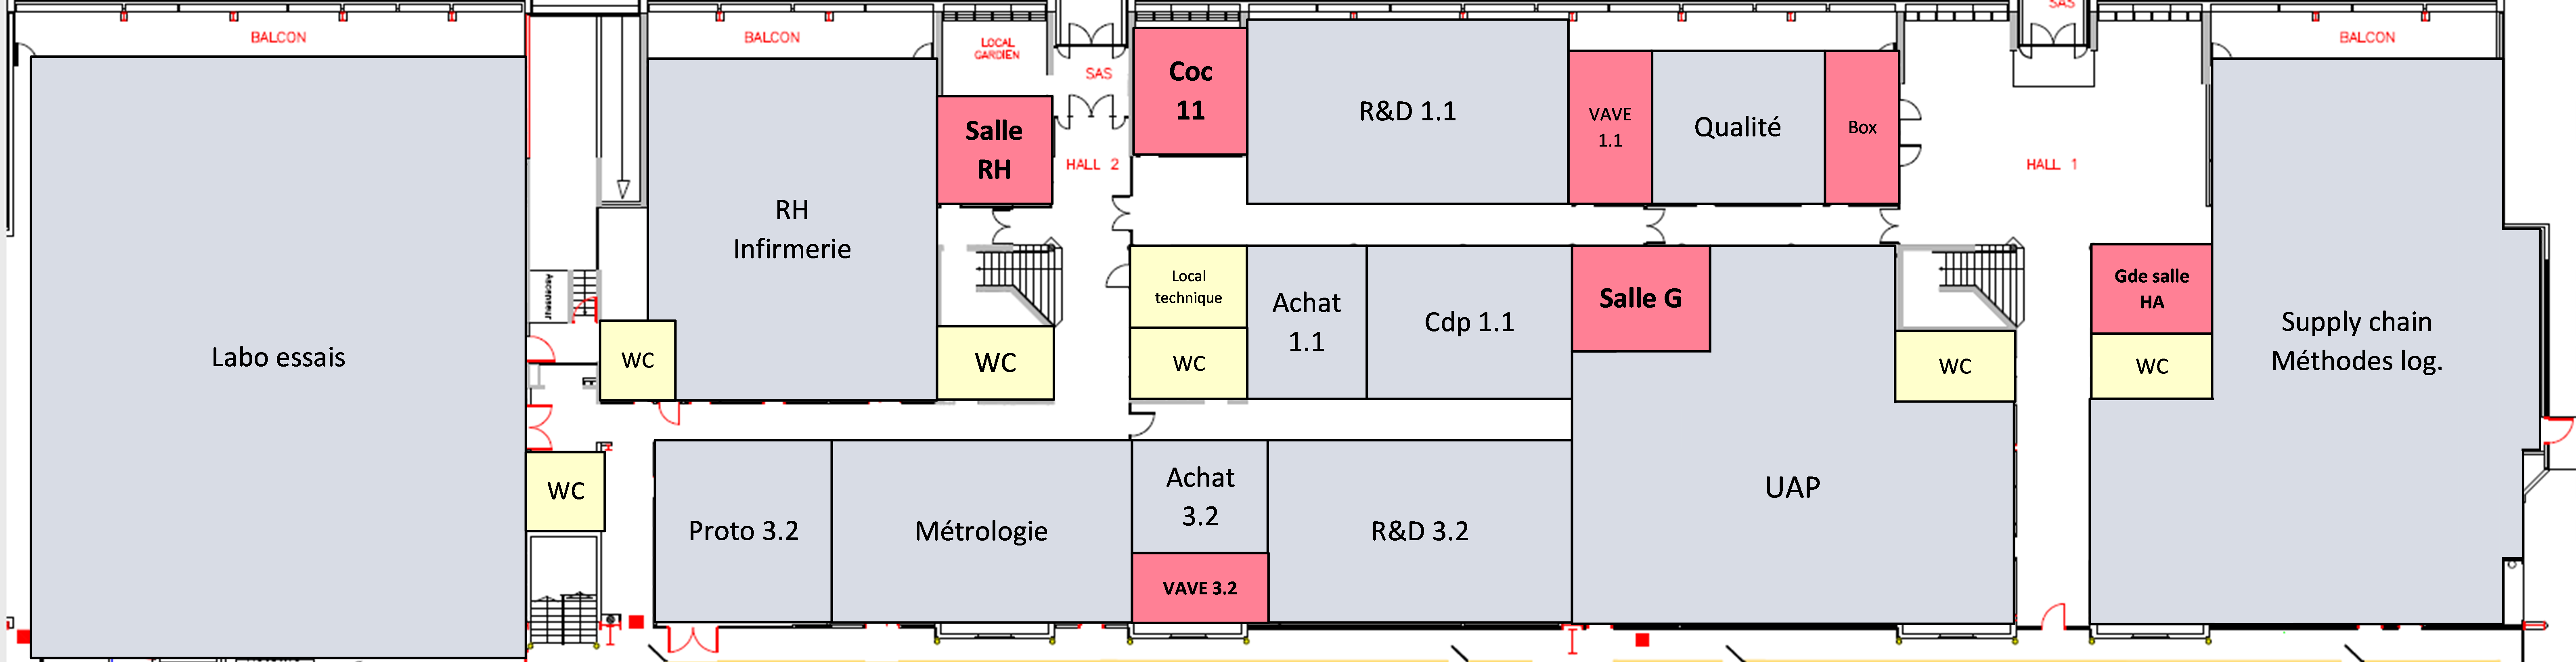 BALCON
BALCON
LOCAL
GARDIEN
SAS
SAS
BALCON
Coc
11
R&D 1.1
VAVE
1.1
Qualité
Box
Salle
RH
HALL 2
HALL 1
RH
Infirmerie
Labo essais
Ascenseur
WC
WC
Local
technique
WC
Achat
1.1
Cdp 1.1
Salle G
WC
Gde salle
HA
WC
Supply chain
Méthodes log.
WC
Proto 3.2
Métrologie
Achat
3.2
VAVE 3.2
R&D 3.2
UAP